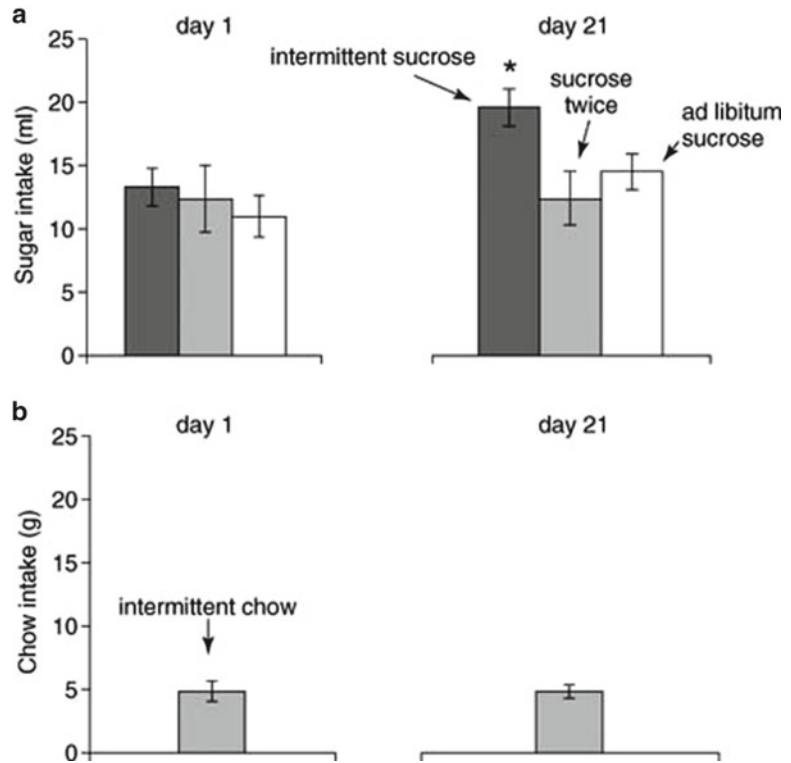 a
day 1
day 21
Sugar intake (ml)
25
20
15
10
5
0
intermittent sucrose
*
sucrose
twice
ad libitum
sucrose
b
day 1
day 21
Chow intake (g)
25
20
15
10
5
0
intermittent chow